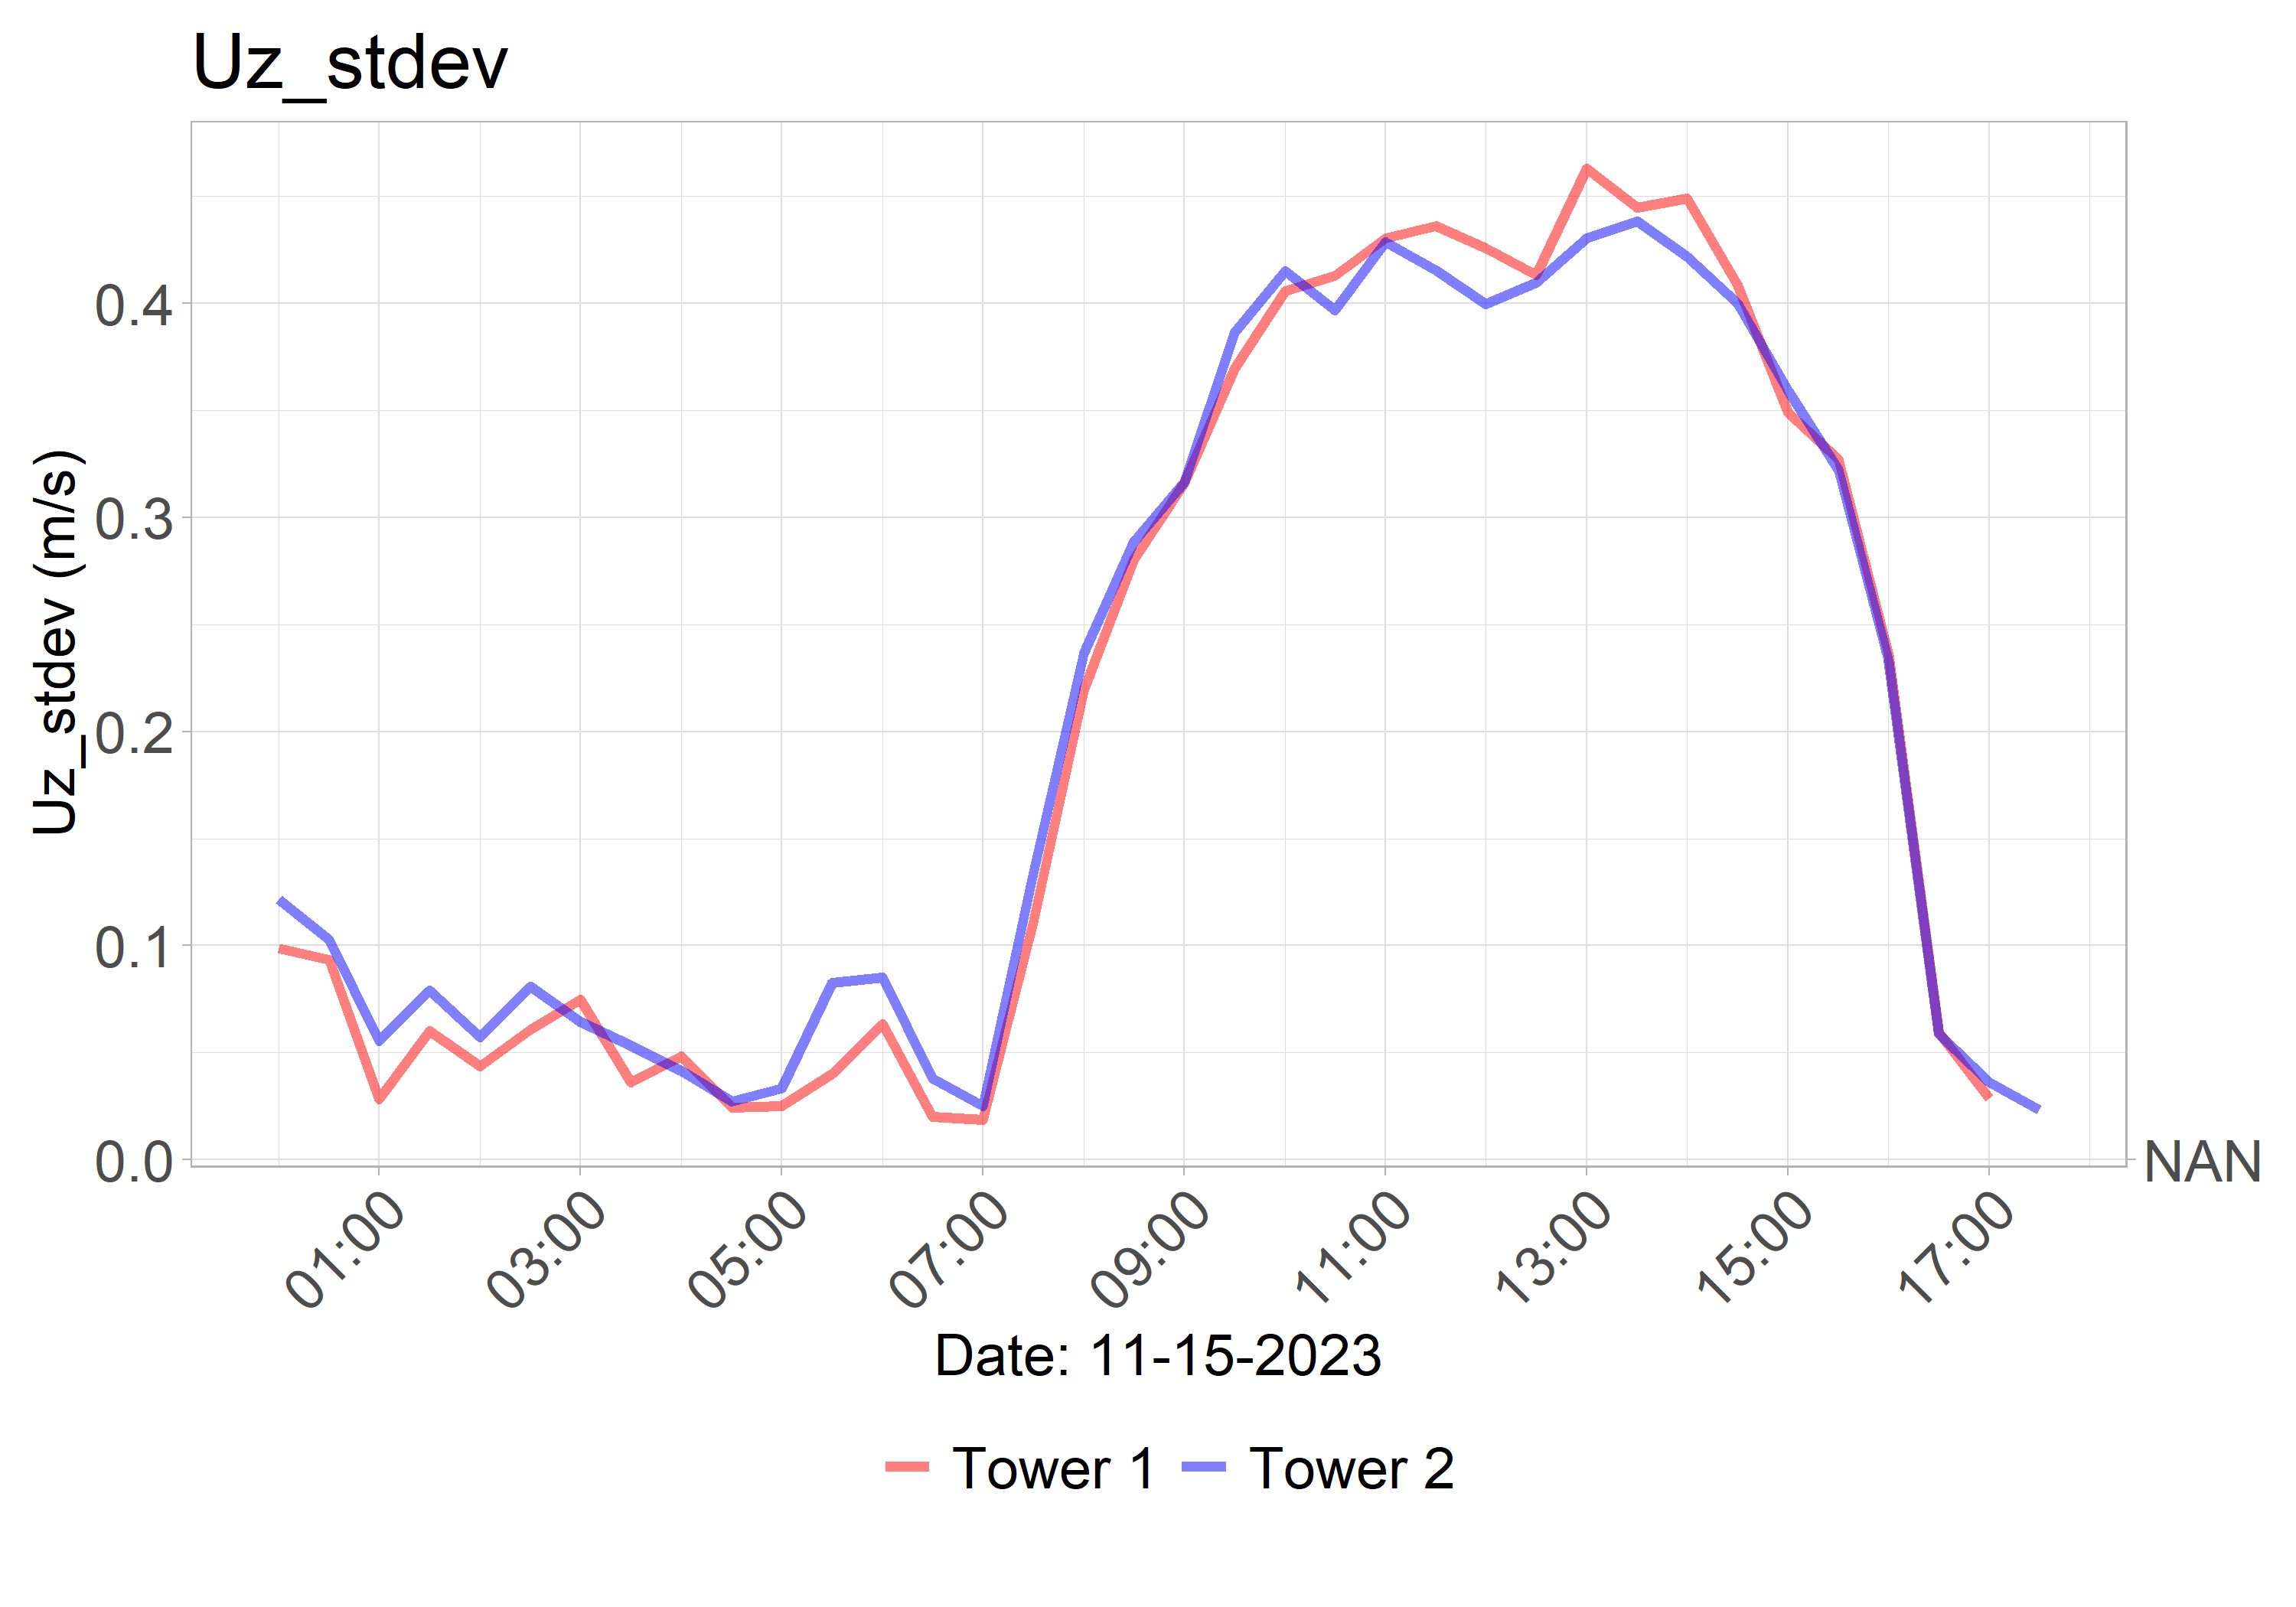 Uz_stdev
Uz_stdev (m/s)
0.4
0.3
0.2
0.1
0.0
NAN
01:00
03:00
05:00
07:00
09:00
11:00
13:00
15:00
17:00
Date: 11-15-2023
Tower 1
Tower 2